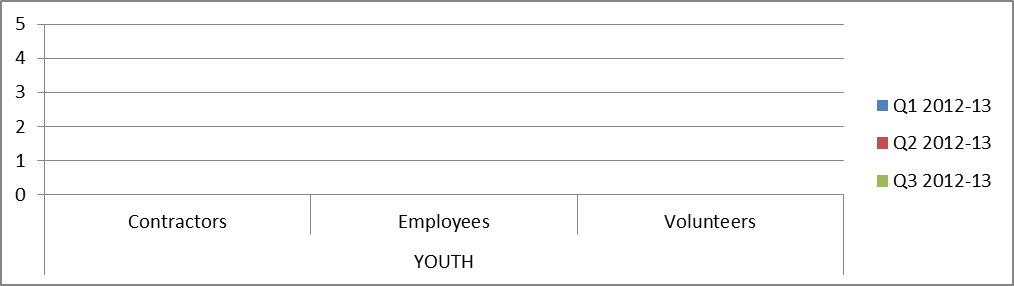 5
4
3
2
1
0
Contractors Employees Volunteers
YOUTH
Q1 2012-13
Q2 2012-13
Q3 2012-13